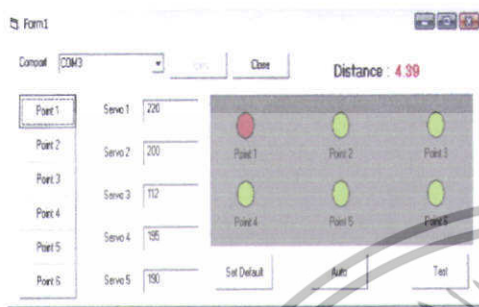 Form1
Comport COM3 Close Distance : 4.39
Point 1 Servo 1 220
Point 2 Servo 2 200
Point 3 Servo 3 112
Point 4 Servo 4 195
Point 5 Servo 5 190
Point 6
Point 1 Point 2 Point 3
Point 4 Point 5 Point 6
Set Default Auto Test